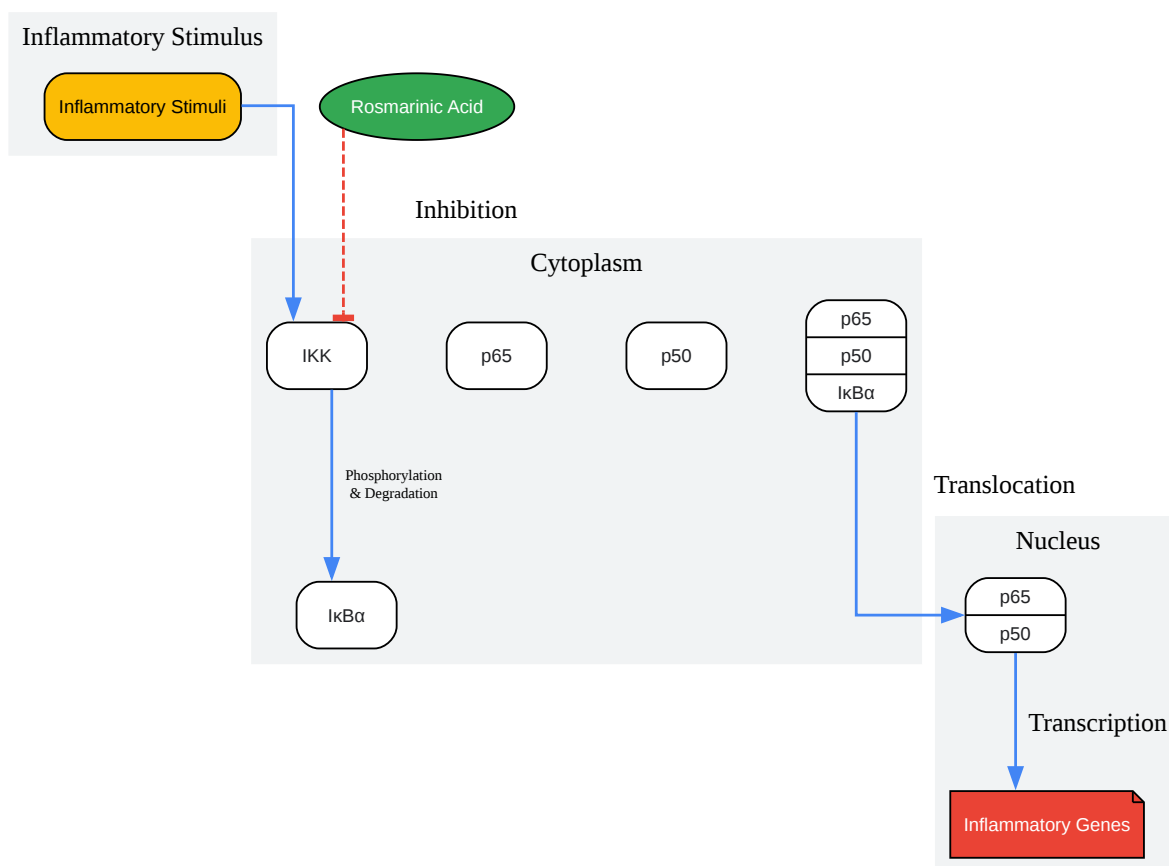 Inflammatory Stimulus
Inflammatory Stimuli
Rosmarinic Acid
Inhibition
Cytoplasm
IKK
p65
p50
p65
p50
IκBα
Phosphorylation
& Degradation
IκBα
Translocation
Nucleus
p65
p50
Transcription
Inflammatory Genes